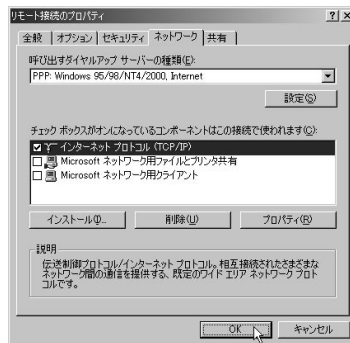 リモート接続のプロパティ
全般 オプション セキュリティ ネットワーク 共有
呼び出すダイヤルアップ サーバーの種類(E):
PPP: Windows 95/98/NT4/2000, Internet
設定(S)
チェック ボックスがオンになっているコンポーネントはこの接続で使われます(O):
インターネット プロトコル (TCP/IP)
Microsoft ネットワーク用ファイルとプリンタ共有
Microsoft ネットワーク用クライアント
インストール(I)...
削除(U)
プロパティ(R)
説明
伝送制御プロトコル/インターネット プロトコル。相互接続されたさまざまな
ネットワーク間の通信を提供する、既定のワイド エリア ネットワーク プロト
コルです。
OK
キャンセル